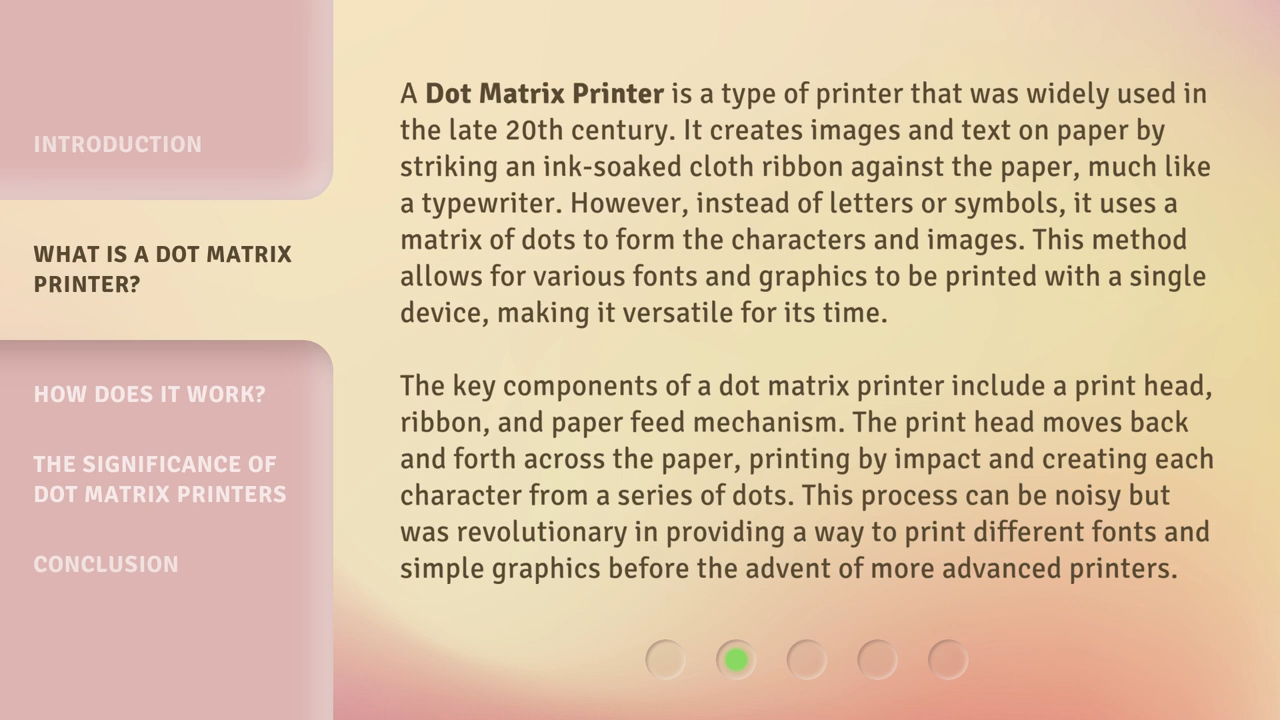 INTRODUCTION
WHAT IS A DOT MATRIX
PRINTER?
HOW DOES IT WORK?
THE SIGNIFICANCE OF
DOT MATRIX PRINTERS
CONCLUSION
A Dot Matrix Printer is a type of printer that was widely used in
the late 20th century. It creates images and text on paper by
striking an ink-soaked cloth ribbon against the paper, much like
a typewriter. However, instead of letters or symbols, it uses a
matrix of dots to form the characters and images. This method
allows for various fonts and graphics to be printed with a single
device, making it versatile for its time.
The key components of a dot matrix printer include a print head,
ribbon, and paper feed mechanism. The print head moves back
and forth across the paper, printing by impact and creating each
character from a series of dots. This process can be noisy but
was revolutionary in providing a way to print different fonts and
simple graphics before the advent of more advanced printers.